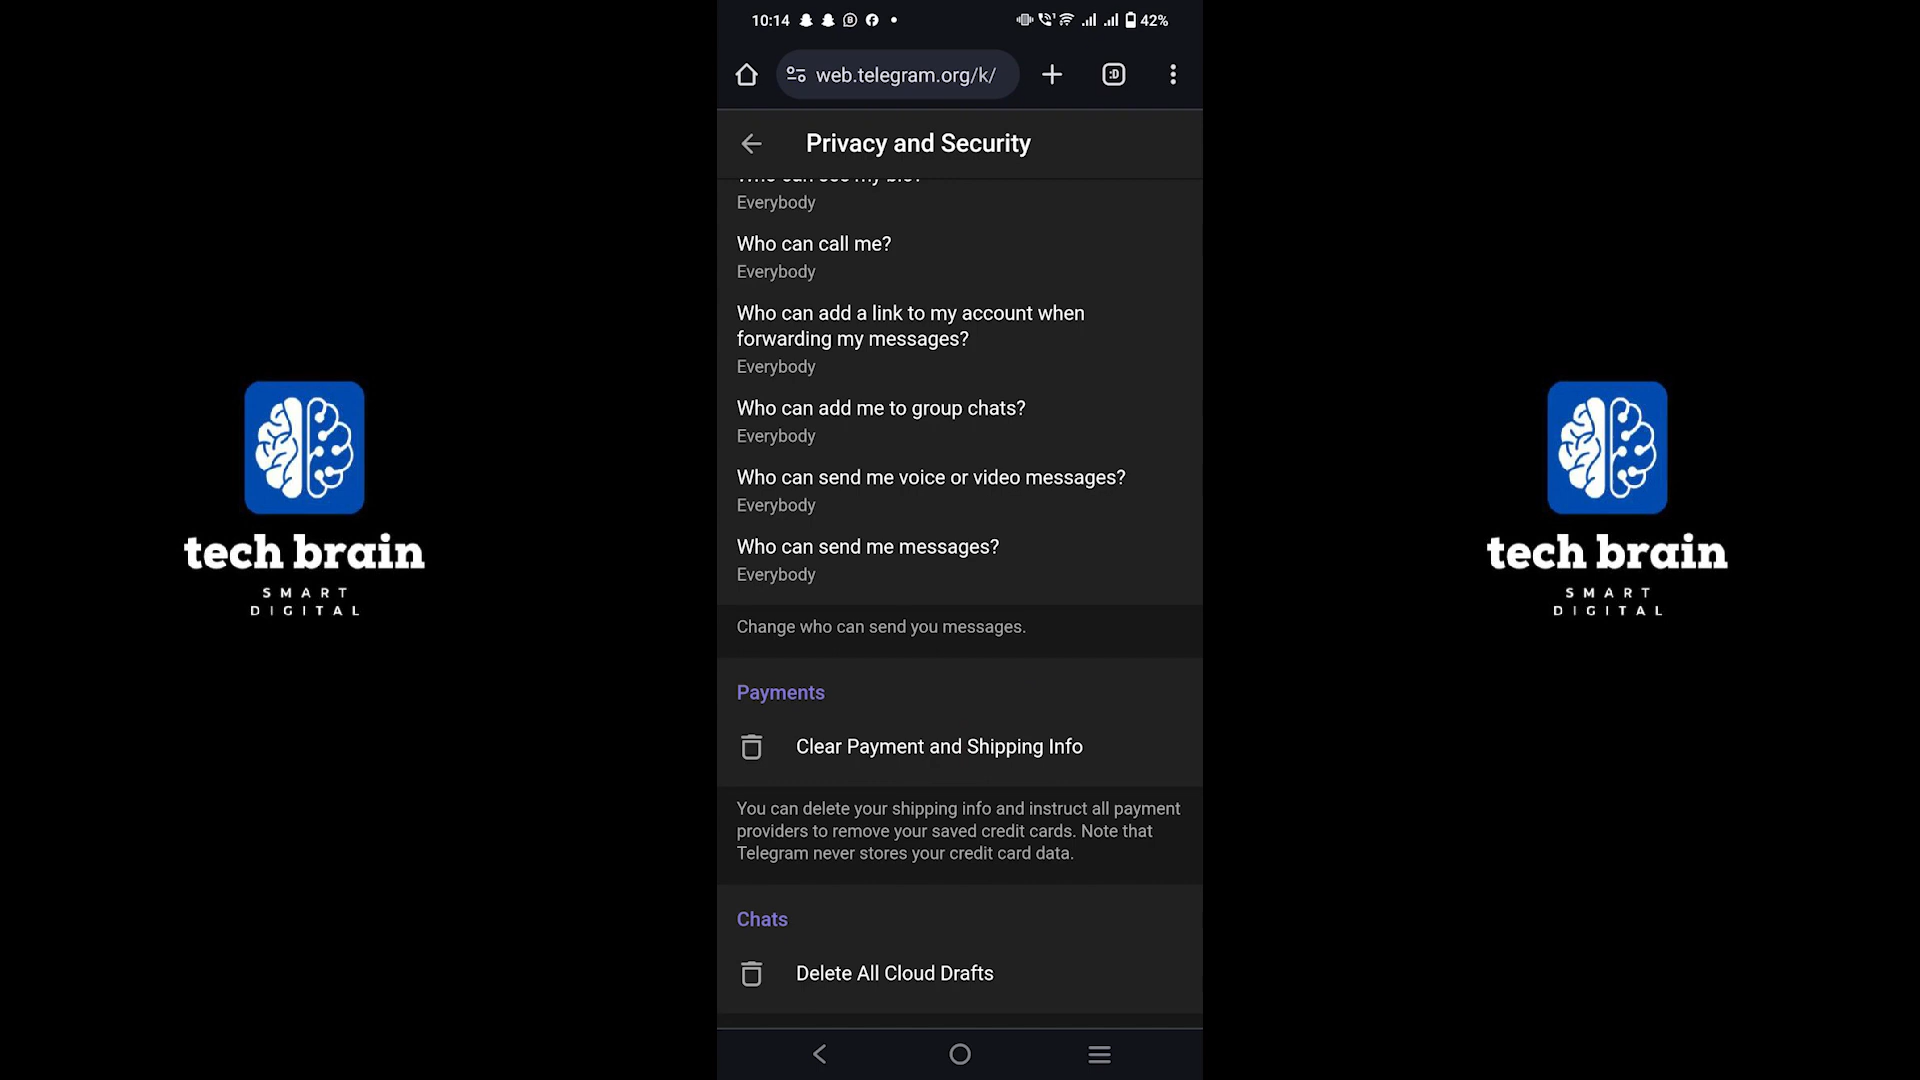 10:14
42%
web.telegram.org/k/
:D
Privacy and Security
Everybody
Who can call me?
Everybody
Who can add a link to my account when
forwarding my messages?
Everybody
Who can add me to group chats?
Everybody
Who can send me voice or video messages?
Everybody
Who can send me messages?
Everybody
Change who can send you messages.
Payments
Clear Payment and Shipping Info
You can delete your shipping info and instruct all payment
providers to remove your saved credit cards. Note that
Telegram never stores your credit card data.
Chats
Delete All Cloud Drafts
tech brain
SMART
DIGITAL
tech brain
SMART
DIGITAL